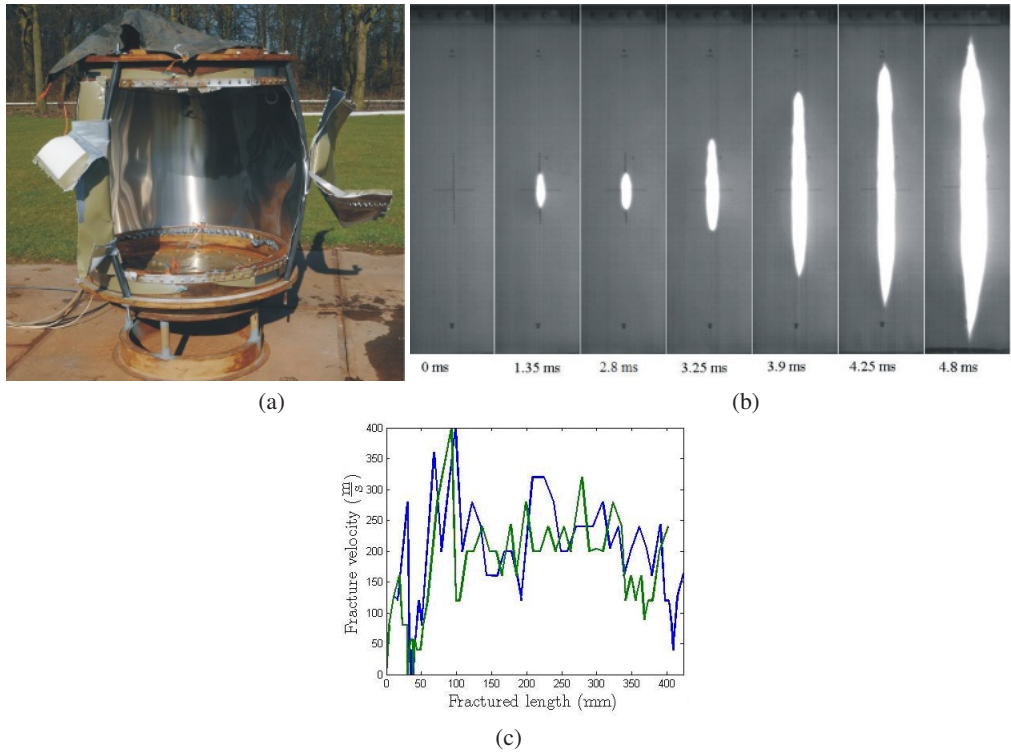 0 ms 1.35 ms 2.8 ms 3.25 ms 3.9 ms 4.25 ms 4.8 ms
(a) (b)
400
350
300
250
200
150
100
50
0
Fracture velocity (m/s)
0 50 100 150 200 250 300 350 400
Fractured length (mm)
(c)